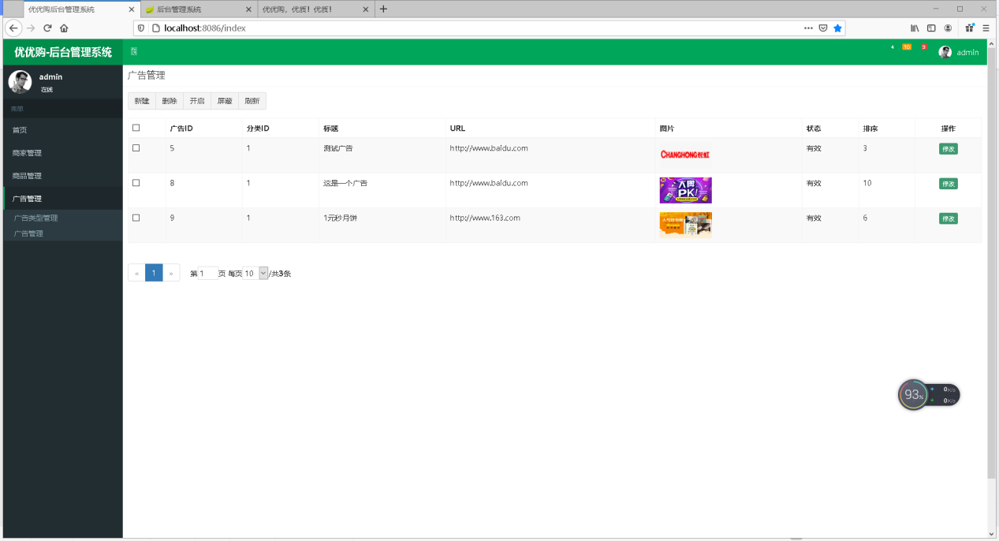 优优购后台管理系统
后台管理系统
优优购，优质！优质！
localhost:8086/index
优优购-后台管理系统
4
10
9
admin
admin
在线
菜单
首页
商家管理
商品管理
广告管理
广告类型管理
广告管理
广告管理
新建 删除 开启 屏蔽 刷新
广告ID 分类ID 标题 URL 图片 状态 排序 操作
5 1 测试广告 http://www.baidu.com CHANGHONG长虹 有效 3 修改
8 1 这是一个广告 http://www.baidu.com 大牌 PK! 有效 10 修改
9 1 1元秒月饼 http://www.163.com 有效 6 修改
« 1 » 第 1 页 每页 10 /共3条
93%
0K/s
0K/s